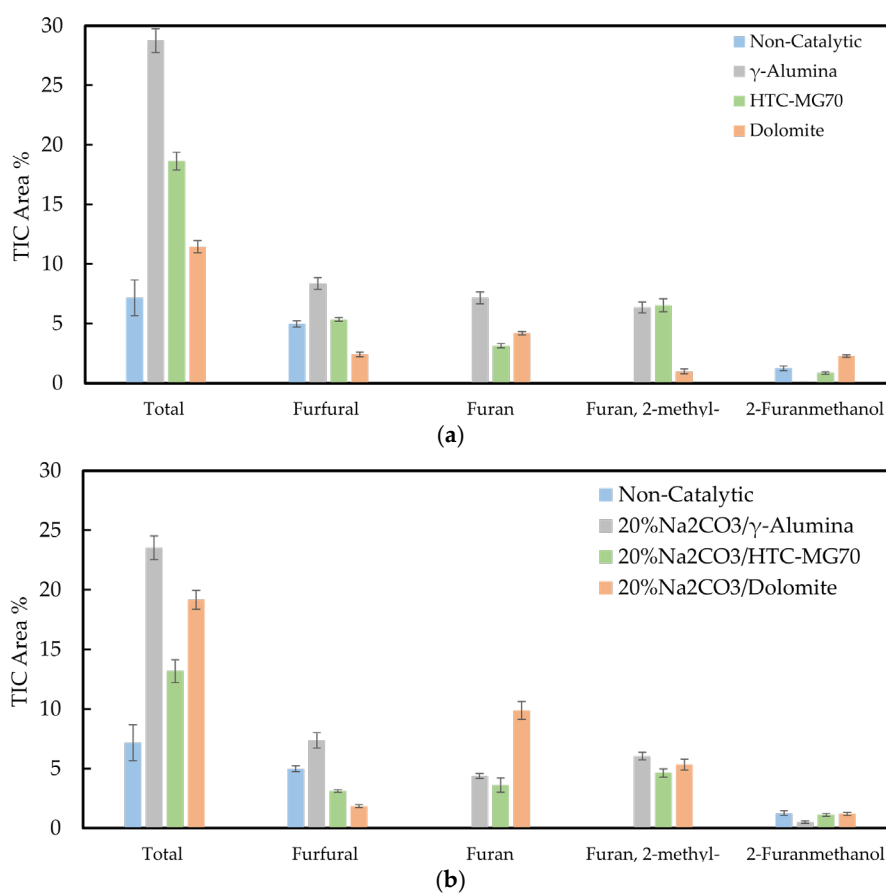 30
25
20
15
10
5
0
TIC Area %
Non-Catalytic
γ-Alumina
HTC-MG70
Dolomite
Total Furfural Furan Furan, 2-methyl- 2-Furanmethanol
(a)
30
25
20
15
10
5
0
TIC Area %
Non-Catalytic
20%Na2CO3/γ-Alumina
20%Na2CO3/HTC-MG70
20%Na2CO3/Dolomite
Total Furfural Furan Furan, 2-methyl- 2-Furanmethanol
(b)